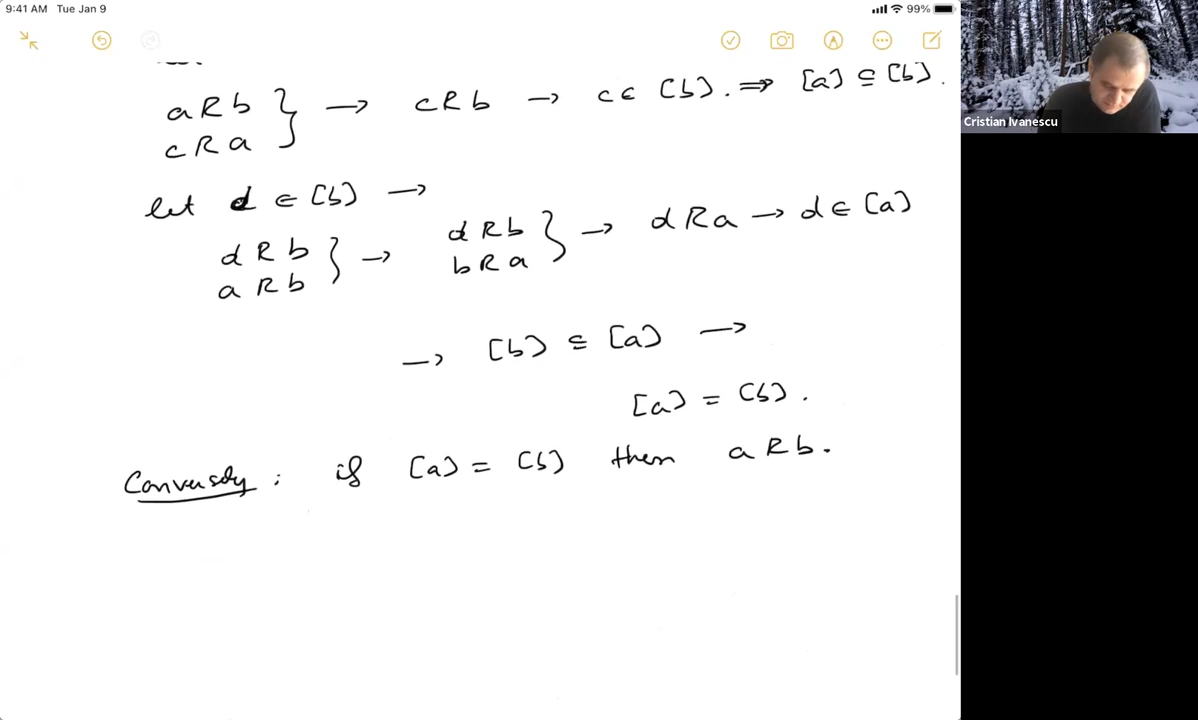 9:41 AM Tue Jan 9
99%
Cristian Ivanescu
aRb } → cRb → c ∈ [b]. ⇒ [a] ⊆ [b].
cRa
let d ∈ [b] →
dRb } → dRb } → dRa → d ∈ [a]
aRb bRa
→ [b] ⊆ [a] →
[a] = [b].
Conversely : if [a] = [b] then aRb.